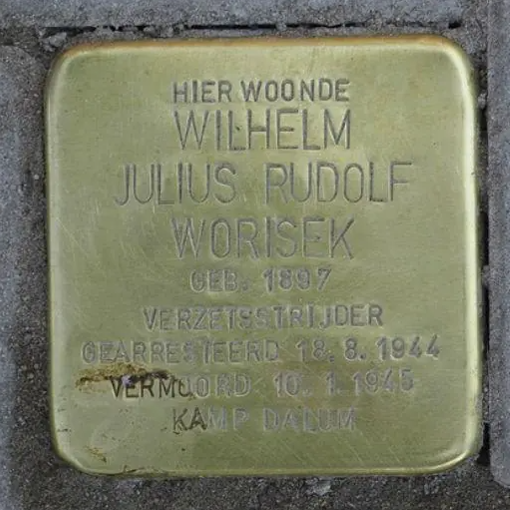 HIER WOONDE
WILHELM
JULIUS RUDOLF
WORISEK
GEB. 1897
VERZETSSTRIJDER
GEARRESTEERD 18.8.1944
VERMOORD 10.1.1945
KAMP DALUM